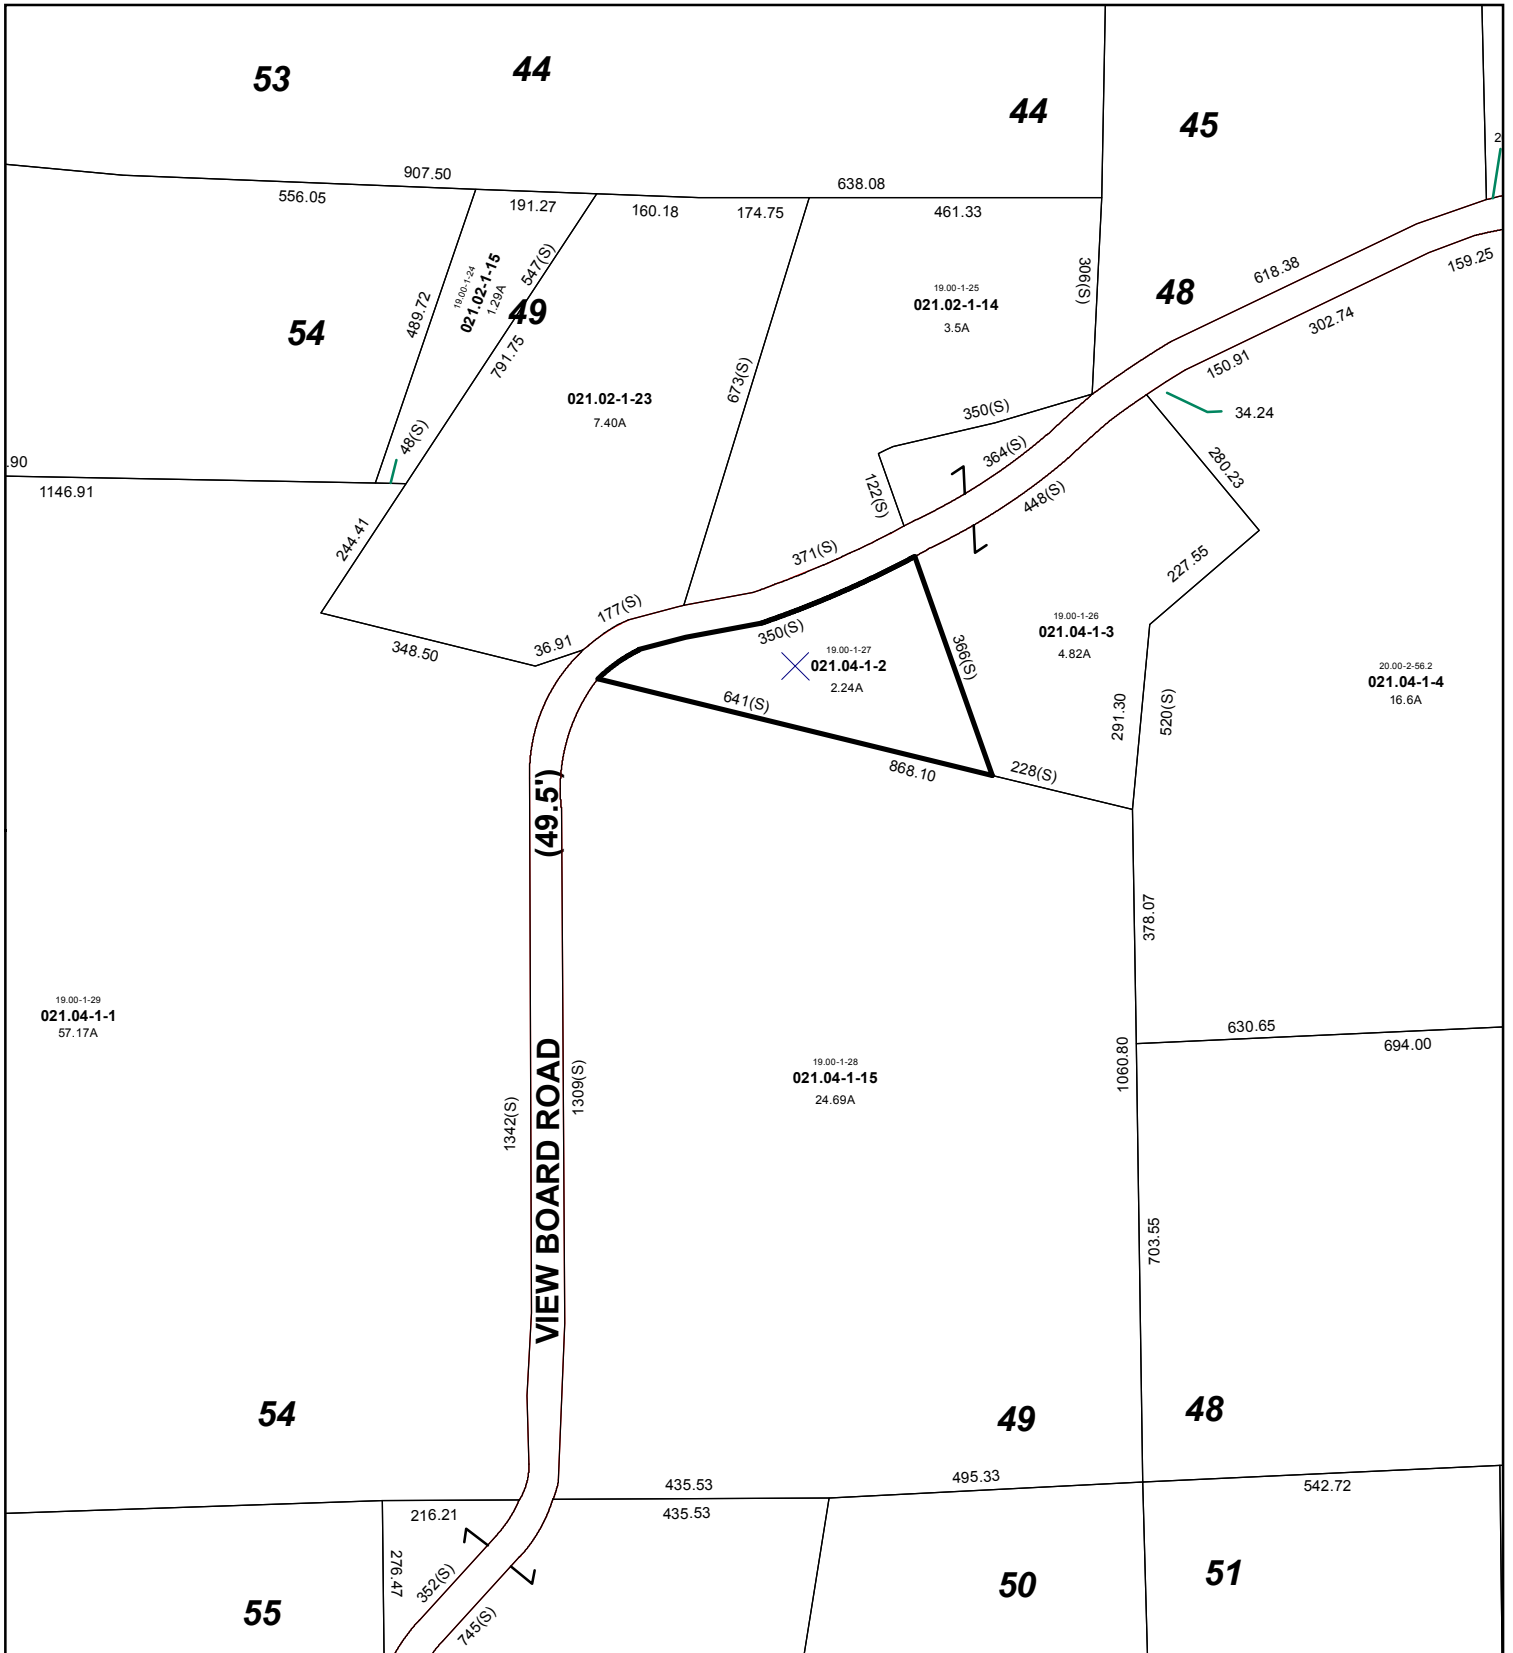 53
44
44
45
2
907.50
638.08
556.05
191.27
160.18
174.75
461.33
19.00-1-24
021.02-1-15
1.29A
547(S)
49
489.72
791.75
54
306(S)
19.00-1-25
021.02-1-14
3.5A
48
618.38
159.25
302.74
150.91
34.24
673(S)
021.02-1-23
7.40A
350(S)
364(S)
48(S)
.90
1146.91
122(S)
448(S)
280.23
244.41
371(S)
227.55
177(S)
36.91
348.50
350(S)
19.00-1-27
021.04-1-2
2.24A
366(S)
19.00-1-26
021.04-1-3
4.82A
20.00-2-56.2
021.04-1-4
16.6A
641(S)
291.30
520(S)
868.10
228(S)
(49.5')
378.07
19.00-1-29
021.04-1-1
57.17A
630.65
694.00
1060.80
19.00-1-28
021.04-1-15
24.69A
1342(S)
VIEW BOARD ROAD
1309(S)
703.55
54
49
48
435.53
495.33
542.72
216.21
435.53
276.47
352(S)
745(S)
55
50
51